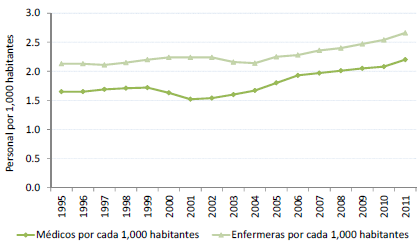 Personal por 1,000 habitantes
3.0
2.5
2.0
1.5
1.0
0.5
0.0
1995 1996 1997 1998 1999 2000 2001 2002 2003 2004 2005 2006 2007 2008 2009 2010 2011
Médicos por cada 1,000 habitantes Enfermeras por cada 1,000 habitantes